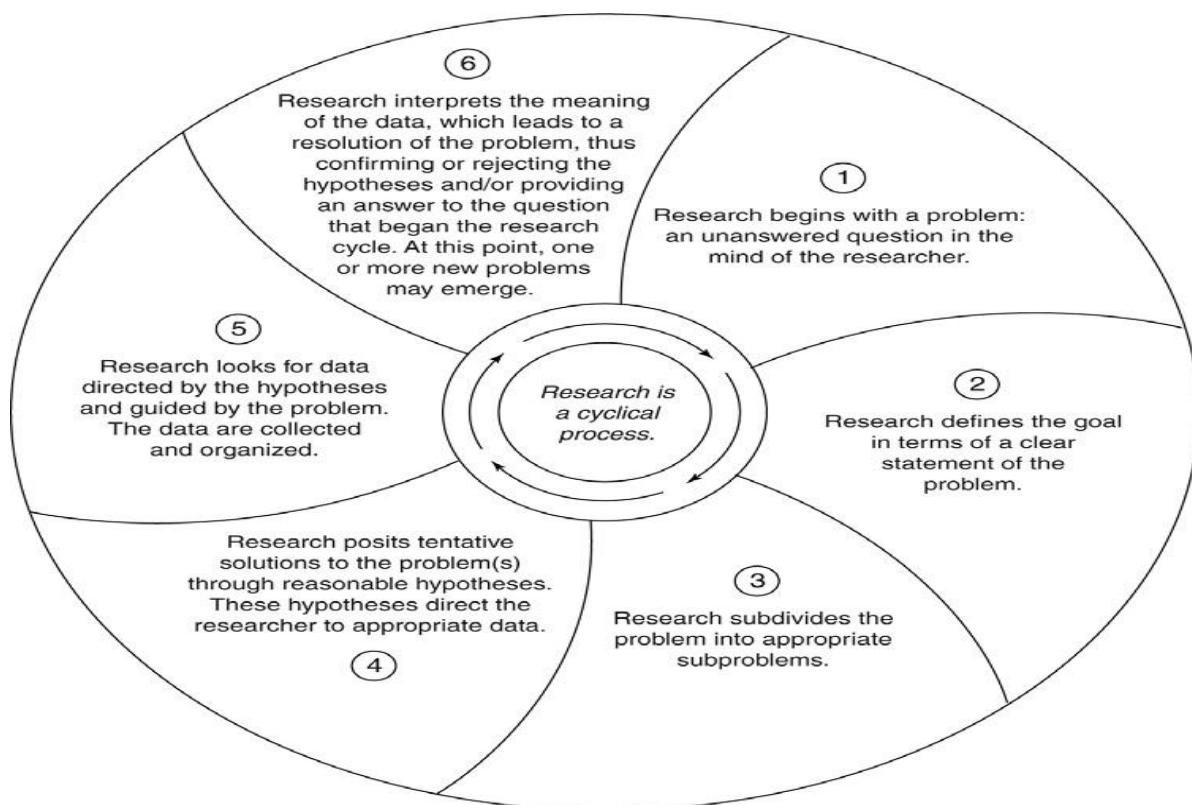 6
Research interprets the meaning
of the data, which leads to a
resolution of the problem, thus
confirming or rejecting the
hypotheses and/or providing
an answer to the question
that began the research
cycle. At this point, one
or more new problems
may emerge.
1
Research begins with a problem:
an unanswered question in the
mind of the researcher.
5
Research looks for data
directed by the hypotheses
and guided by the problem.
The data are collected
and organized.
Research is
a cyclical
process.
2
Research defines the goal
in terms of a clear
statement of the
problem.
Research posits tentative
solutions to the problem(s)
through reasonable hypotheses.
These hypotheses direct the
researcher to appropriate data.
4
3
Research subdivides the
problem into appropriate
subproblems.